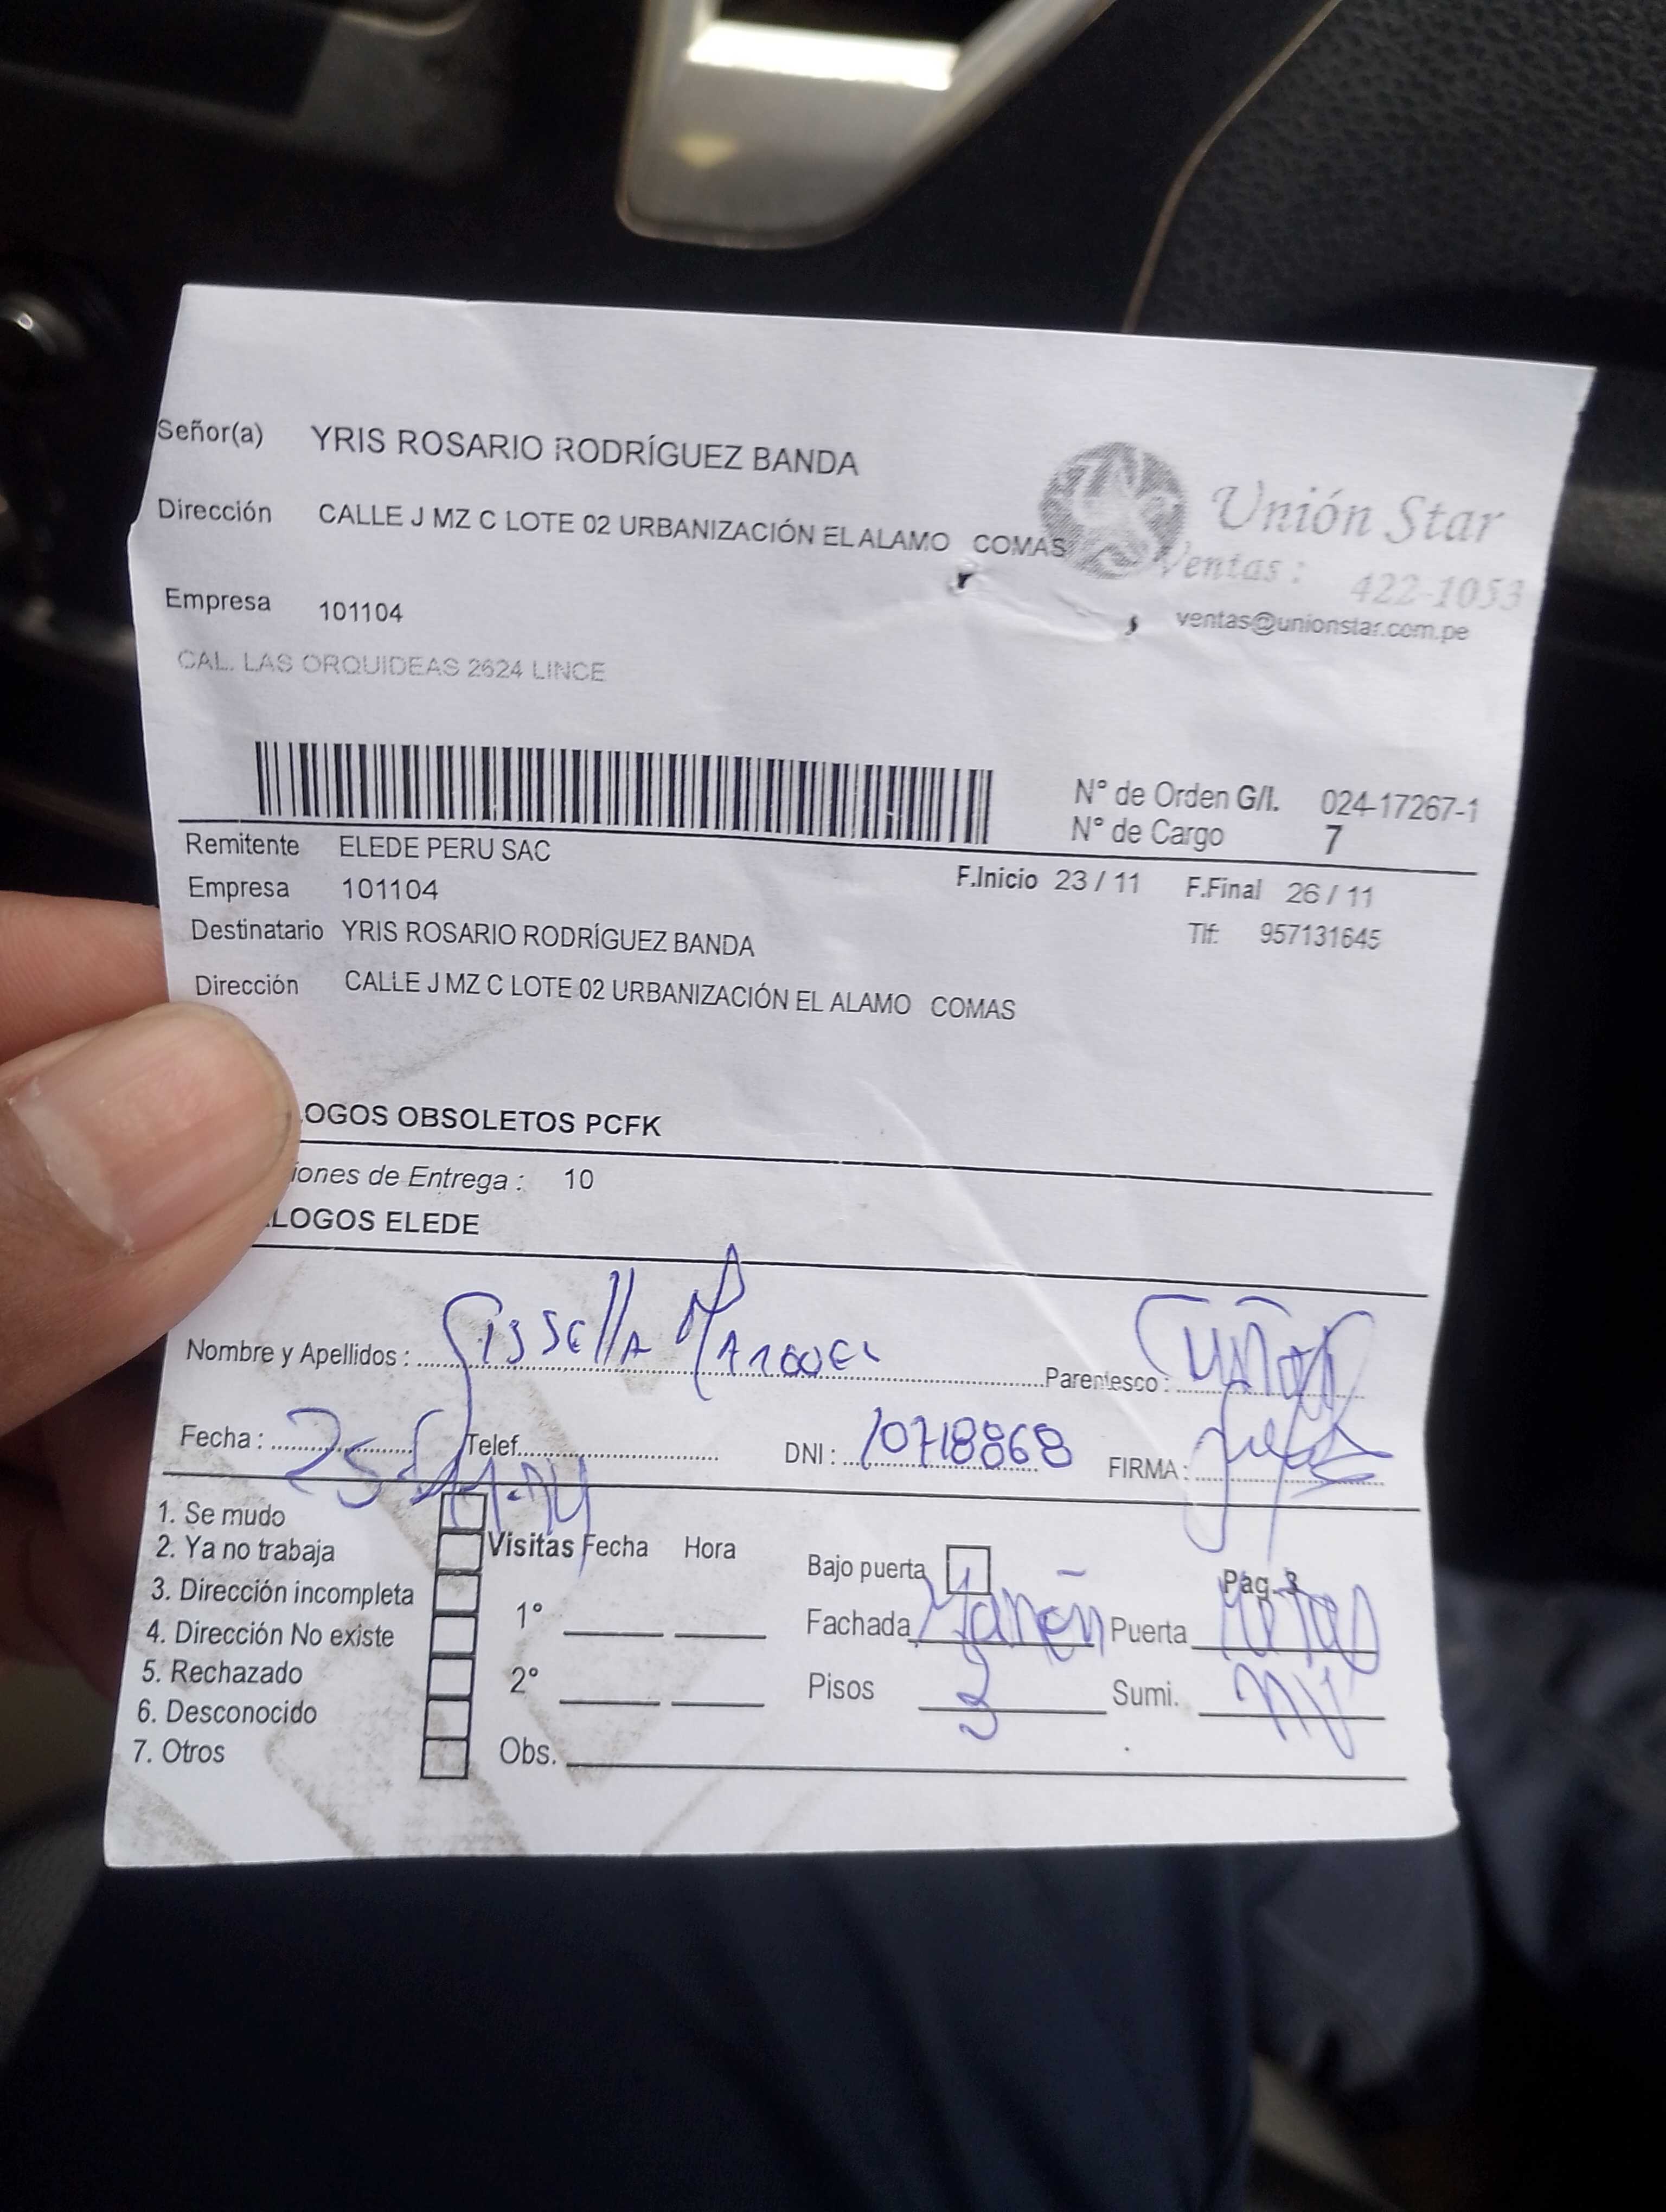 Señor(a) YRIS ROSARIO RODRÍGUEZ BANDA
Dirección CALLE J MZ C LOTE 02 URBANIZACIÓN EL ALAMO COMAS
Unión Star
Ventas: 422-1053
ventas@unionstar.com.pe
Empresa 101104
CAL. LAS ORQUIDEAS 2624 LINCE
N° de Orden G/I. 024-17267-1
N° de Cargo 7
Remitente ELEDE PERU SAC
Empresa 101104
F.Inicio 23 / 11 F.Final 26 / 11
Destinatario YRIS ROSARIO RODRÍGUEZ BANDA
Tlf: 957131645
Dirección CALLE J MZ C LOTE 02 URBANIZACIÓN EL ALAMO COMAS
LOGOS OBSOLETOS PCFK
iones de Entrega : 10
LOGOS ELEDE
Nombre y Apellidos : Gissella Parentesco :
Fecha : 25 Telef. DNI : 10718868 FIRMA :
1. Se mudo
2. Ya no trabaja
3. Dirección incompleta
4. Dirección No existe
5. Rechazado
6. Desconocido
7. Otros
Visitas Fecha Hora
1°
2°
Obs.
Bajo puerta Pag. 3
Fachada Puerta
Pisos 3 Sumi.